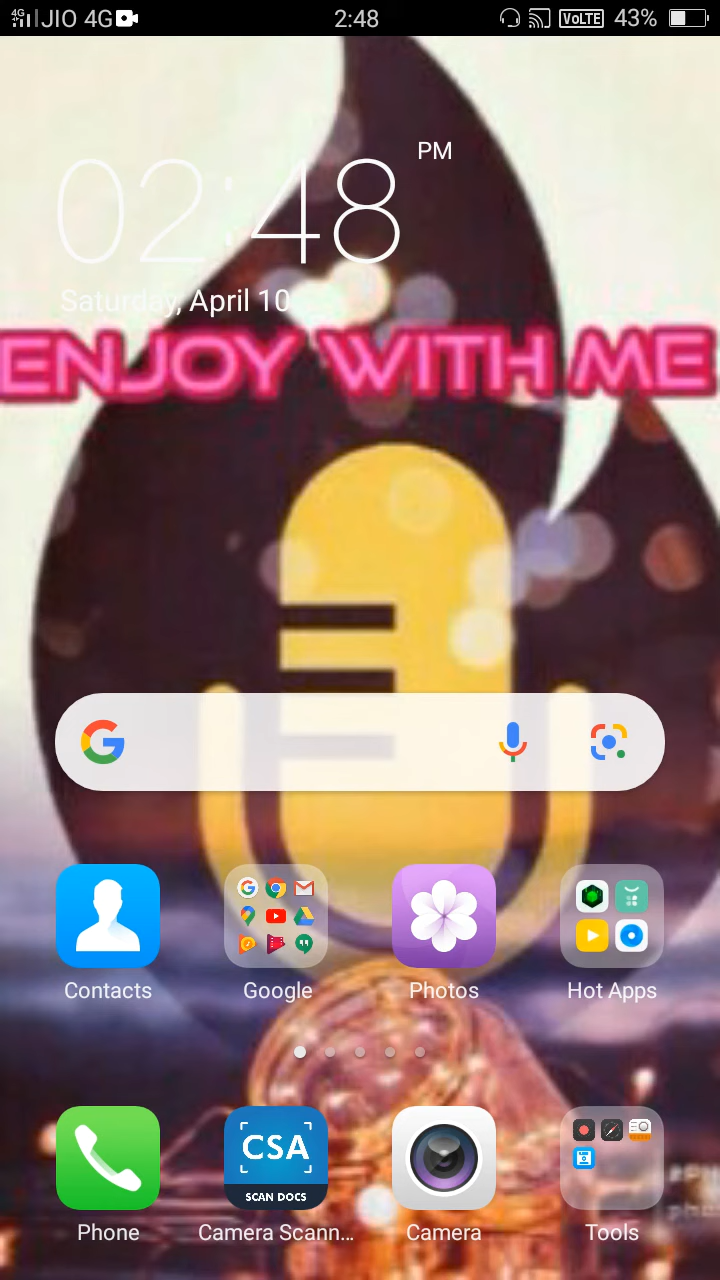 4G JIO 4G 2:48 VoLTE 43%
02:48 PM
Saturday, April 10
ENJOY WITH ME
Contacts Google Photos Hot Apps
CSA
SCAN DOCS
Phone Camera Scann... Camera Tools